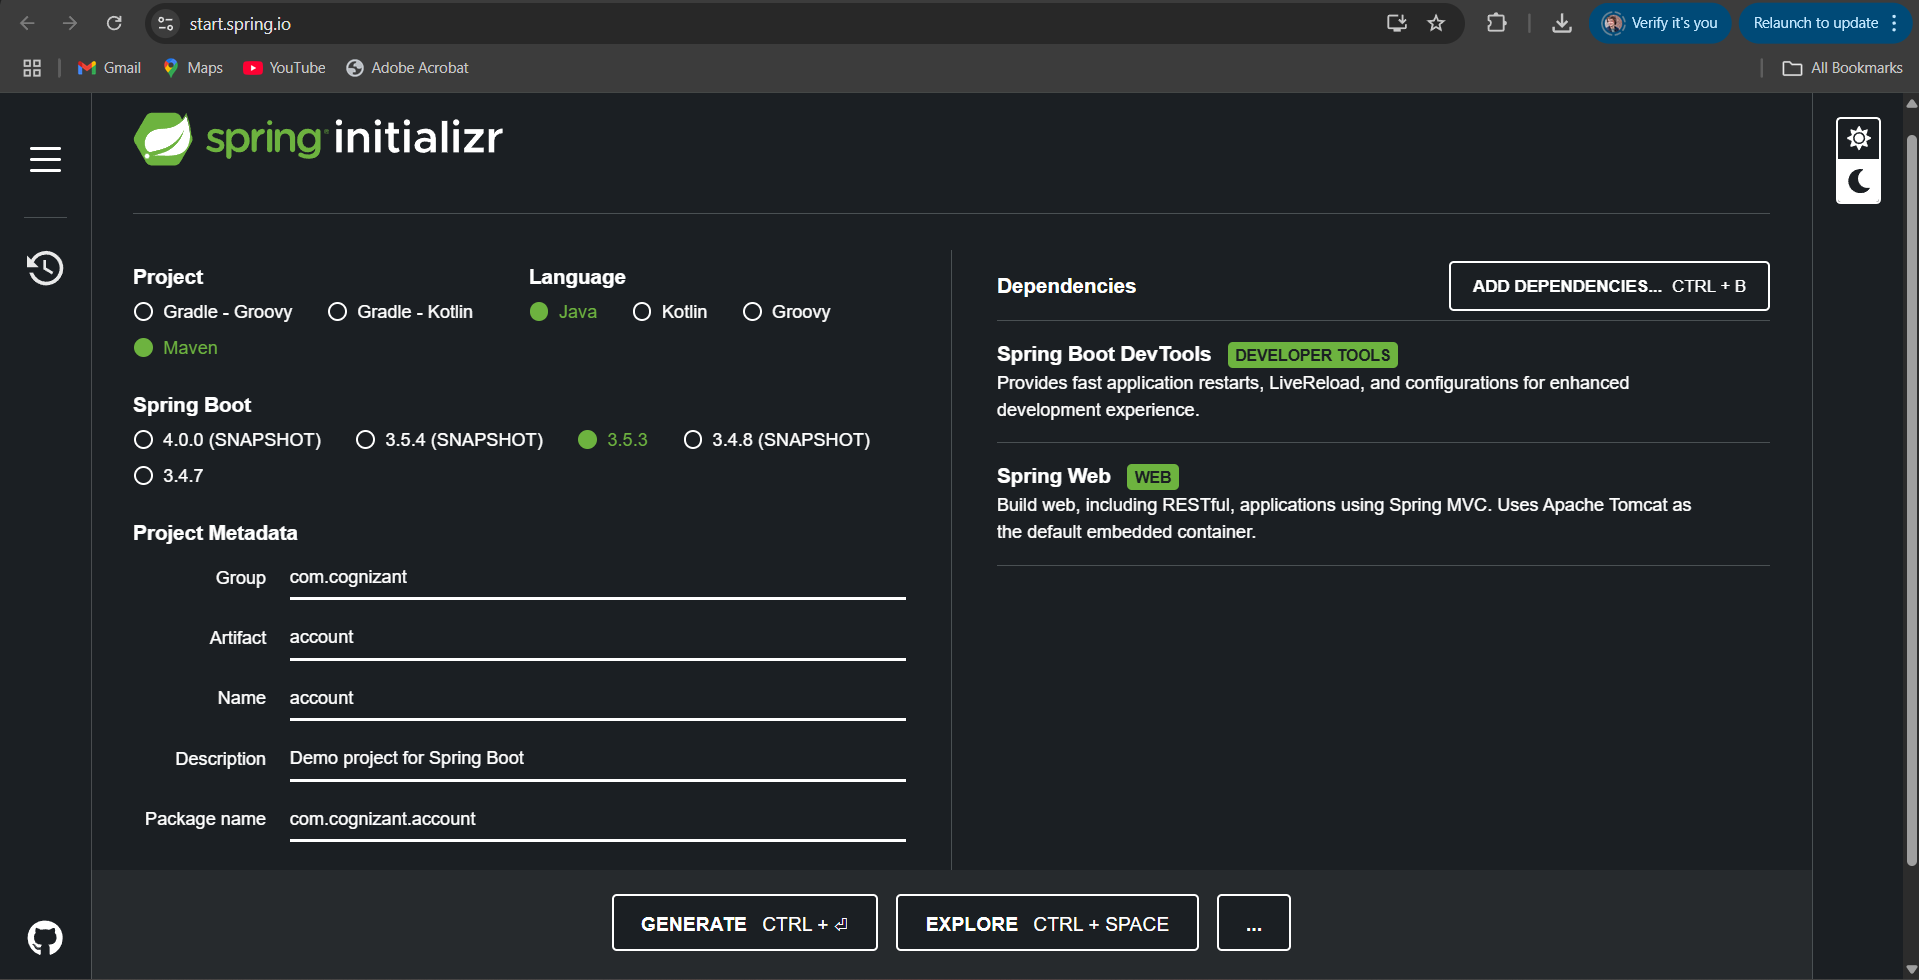 start.spring.io
Verify it's you
Relaunch to update
Gmail
Maps
YouTube
Adobe Acrobat
All Bookmarks
spring initializr
Project
Gradle - Groovy
Gradle - Kotlin
Maven
Language
Java
Kotlin
Groovy
Spring Boot
4.0.0 (SNAPSHOT)
3.5.4 (SNAPSHOT)
3.5.3
3.4.8 (SNAPSHOT)
3.4.7
Project Metadata
Group com.cognizant
Artifact account
Name account
Description Demo project for Spring Boot
Package name com.cognizant.account
Dependencies
ADD DEPENDENCIES... CTRL + B
Spring Boot DevTools DEVELOPER TOOLS
Provides fast application restarts, LiveReload, and configurations for enhanced
development experience.
Spring Web WEB
Build web, including RESTful, applications using Spring MVC. Uses Apache Tomcat as
the default embedded container.
GENERATE CTRL + ⏎
EXPLORE CTRL + SPACE
...